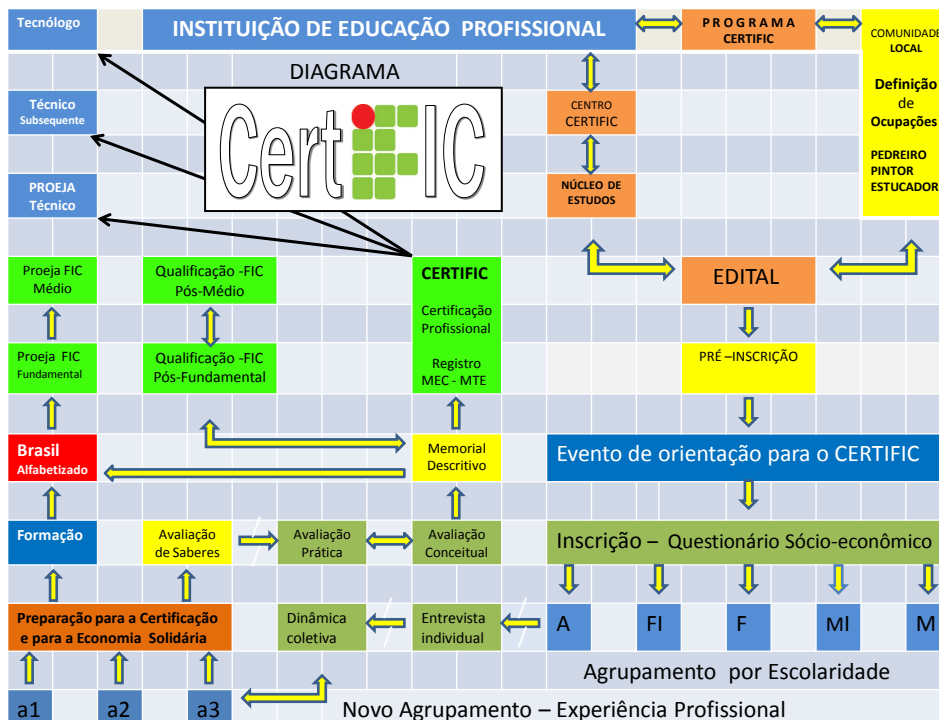 Tecnólogo
INSTITUIÇÃO DE EDUCAÇÃO PROFISSIONAL
PROGRAMA
CERTIFIC
COMUNIDADE
LOCAL
Definição
de
Ocupações
PEDREIRO
PINTOR
ESTUCADOR
DIAGRAMA
CertIFIC
Técnico
Subsequente
CENTRO
CERTIFIC
PROEJA
Técnico
NÚCLEO DE
ESTUDOS
Proeja FIC
Médio
Qualificação -FIC
Pós-Médio
CERTIFIC
Certificação
Profissional
Registro
MEC - MTE
EDITAL
Proeja FIC
Fundamental
Qualificação -FIC
Pós-Fundamental
PRÉ –INSCRIÇÃO
Brasil
Alfabetizado
Memorial
Descritivo
Evento de orientação para o CERTIFIC
Formação
Avaliação
de Saberes
Avaliação
Prática
Avaliação
Conceitual
Inscrição – Questionário Sócio-econômico
Preparação para a Certificação
e para a Economia Solidária
Dinâmica
coletiva
Entrevista
individual
A
FI
F
MI
M
Agrupamento por Escolaridade
a1
a2
a3
Novo Agrupamento – Experiência Profissional